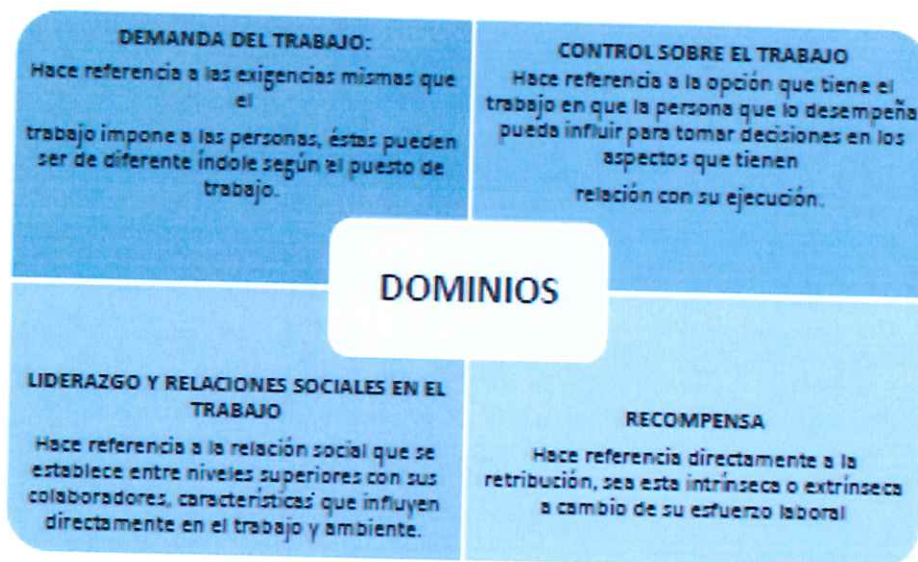 DEMANDA DEL TRABAJO:
Hace referencia a las exigencias mismas que
el
trabajo impone a las personas, éstas pueden
ser de diferente índole según el puesto de
trabajo.
CONTROL SOBRE EL TRABAJO
Hace referencia a la opción que tiene el
trabajo en que la persona que lo desempeña
pueda influir para tomar decisiones en los
aspectos que tienen
relación con su ejecución.
DOMINIOS
LIDERAZGO Y RELACIONES SOCIALES EN EL
TRABAJO
Hace referencia a la relación social que se
establece entre niveles superiores con sus
colaboradores, características que influyen
directamente en el trabajo y ambiente.
RECOMPENSA
Hace referencia directamente a la
retribución, sea esta intrínseca o extrínseca
a cambio de su esfuerzo laboral